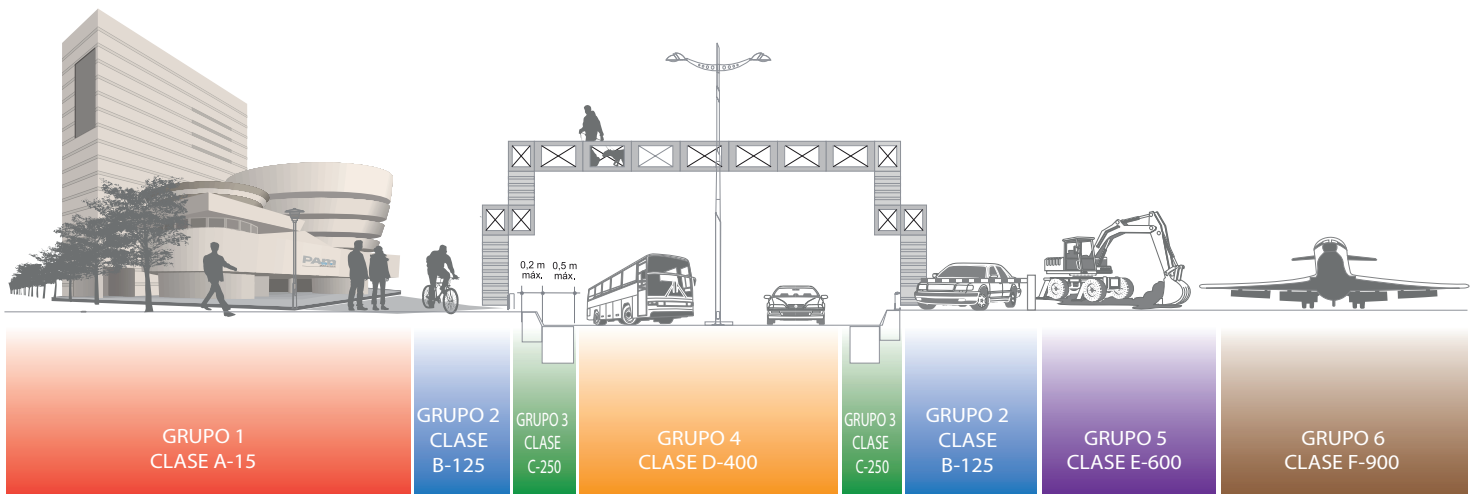 PAM
0,2 m
máx.
0,5 m
máx.
GRUPO 1
CLASE A-15
GRUPO 2
CLASE
B-125
GRUPO 3
CLASE
C-250
GRUPO 4
CLASE D-400
GRUPO 3
CLASE
C-250
GRUPO 2
CLASE
B-125
GRUPO 5
CLASE E-600
GRUPO 6
CLASE F-900